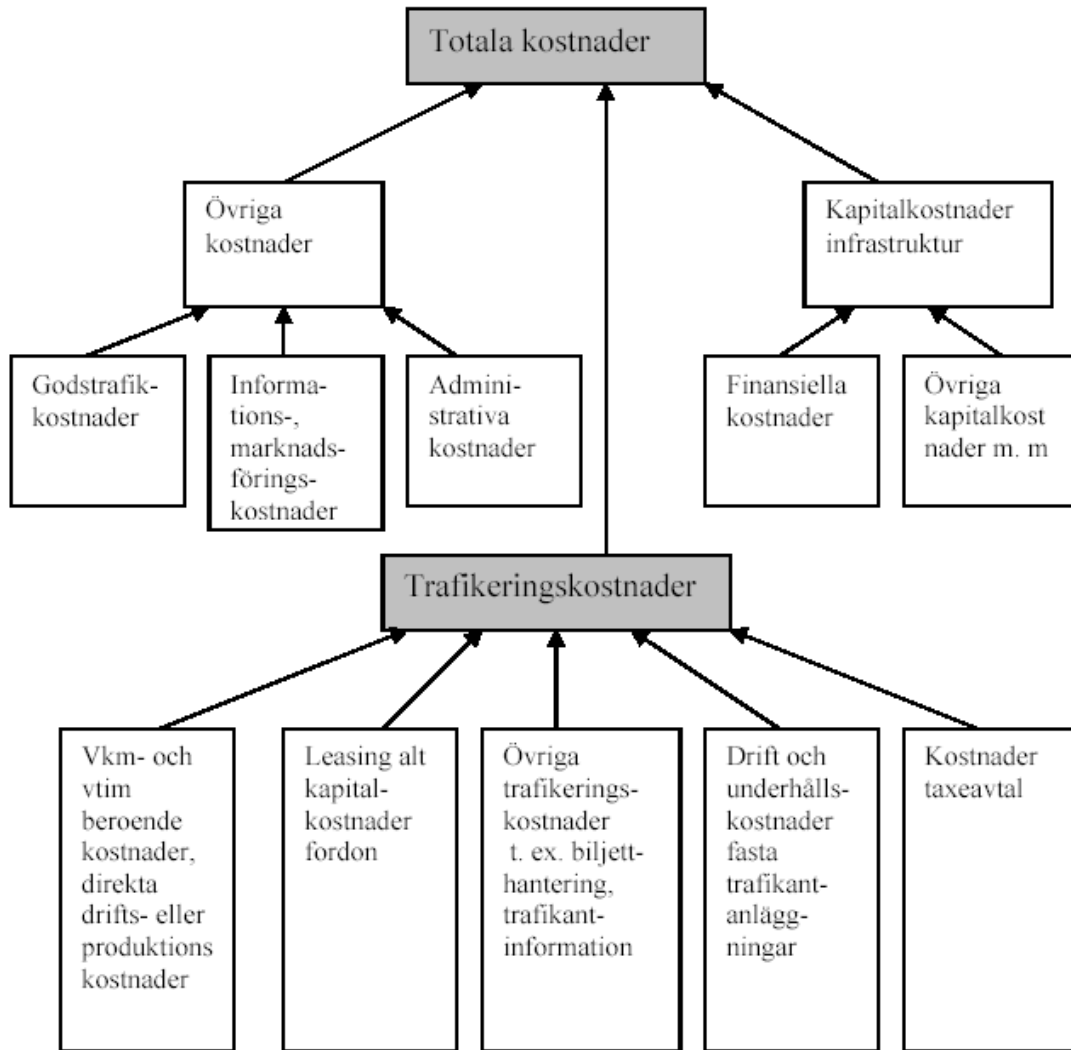 Totala kostnader
Övriga
kostnader
Kapitalkostnader
infrastruktur
Godstrafik-
kostnader
Informa-
tions-,
marknads-
förings-
kostnader
Admini-
strativa
kostnader
Finansiella
kostnader
Övriga
kapitalkost
nader m. m
Trafikeringskostnader
Vkm- och
vtim
beroende
kostnader,
direkta
drifts- eller
produktions
kostnader
Leasing alt
kapital-
kostnader
fordon
Övriga
trafikerings-
kostnader
t. ex. biljett-
hantering,
trafikant-
information
Drift och
underhålls-
kostnader
fasta
trafikant-
anlägg-
ningar
Kostnader
taxeavtal